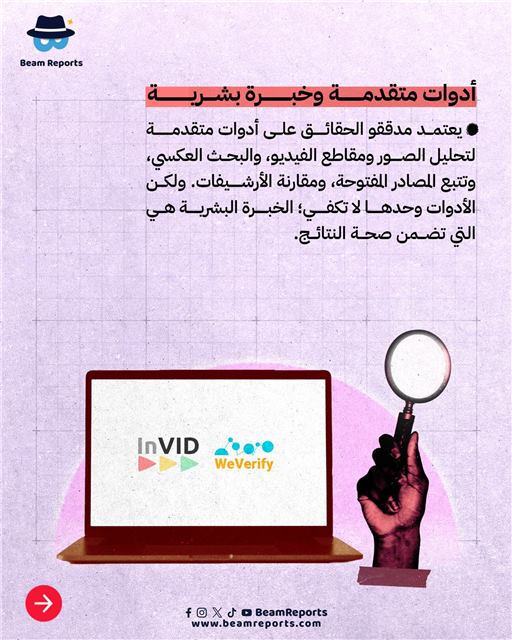 Beam Reports
أدوات متقدمة وخبرة بشرية
● يعتمد مدققو الحقائق على أدوات متقدمة
لتحليل الصور ومقاطع الفيديو، والبحث العكسي،
وتتبع المصادر المفتوحة، ومقارنة الأرشيفات. ولكن
الأدوات وحدها لا تكفي؛ الخبرة البشرية هي
التي تضمن صحة النتائج.
InVID
WeVerify
BeamReports
www.beamreports.com